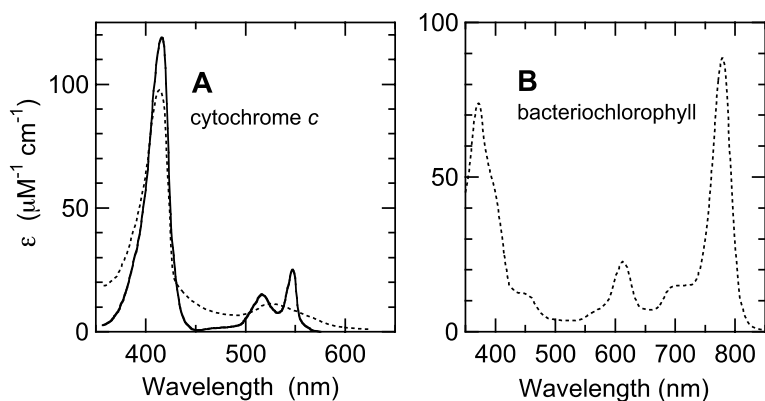 A
cytochrome c
100
50
0
400
500
600
Wavelength (nm)
ε (μM⁻¹ cm⁻¹)
B
bacteriochlorophyll
100
50
0
400
500
600
700
800
Wavelength (nm)